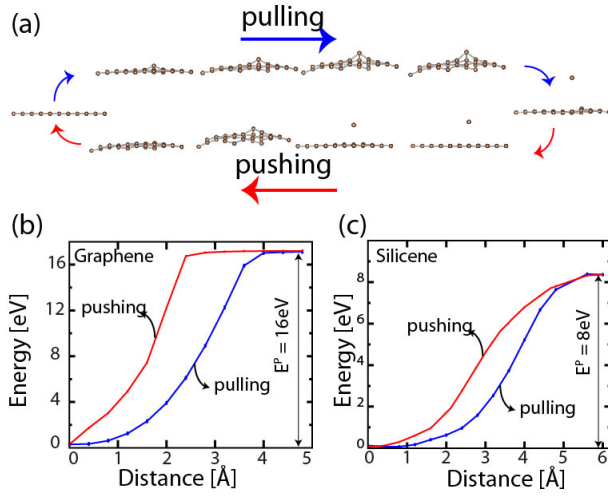 (a)
pulling
pushing
(b)
Graphene
pushing
pulling
E^P = 16eV
Energy [eV]
16
12
8
4
0
0 1 2 3 4 5
Distance [Å]
(c)
Silicene
pushing
pulling
E^P = 8eV
Energy [eV]
8
6
4
2
0
0 1 2 3 4 5 6
Distance [Å]